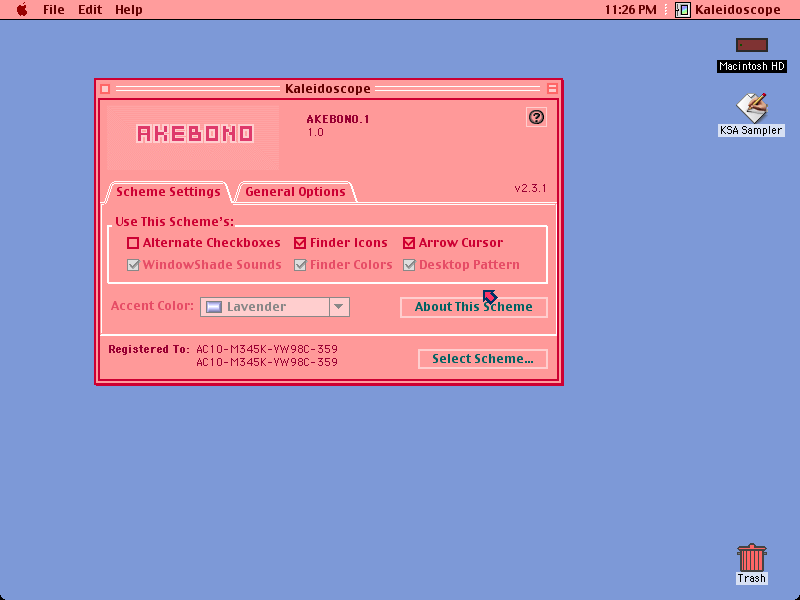 File Edit Help
11:26 PM Kaleidoscope
Macintosh HD
KSA Sampler
Kaleidoscope
AKEBONO
AKEBONO.1
1.0
?
Scheme Settings General Options
v2.3.1
Use This Scheme's:
Alternate Checkboxes Finder Icons Arrow Cursor
WindowShade Sounds Finder Colors Desktop Pattern
Accent Color: Lavender About This Scheme
Registered To: AC10-M345K-VW98C-359
AC10-M345K-VW98C-359
Select Scheme...
Trash